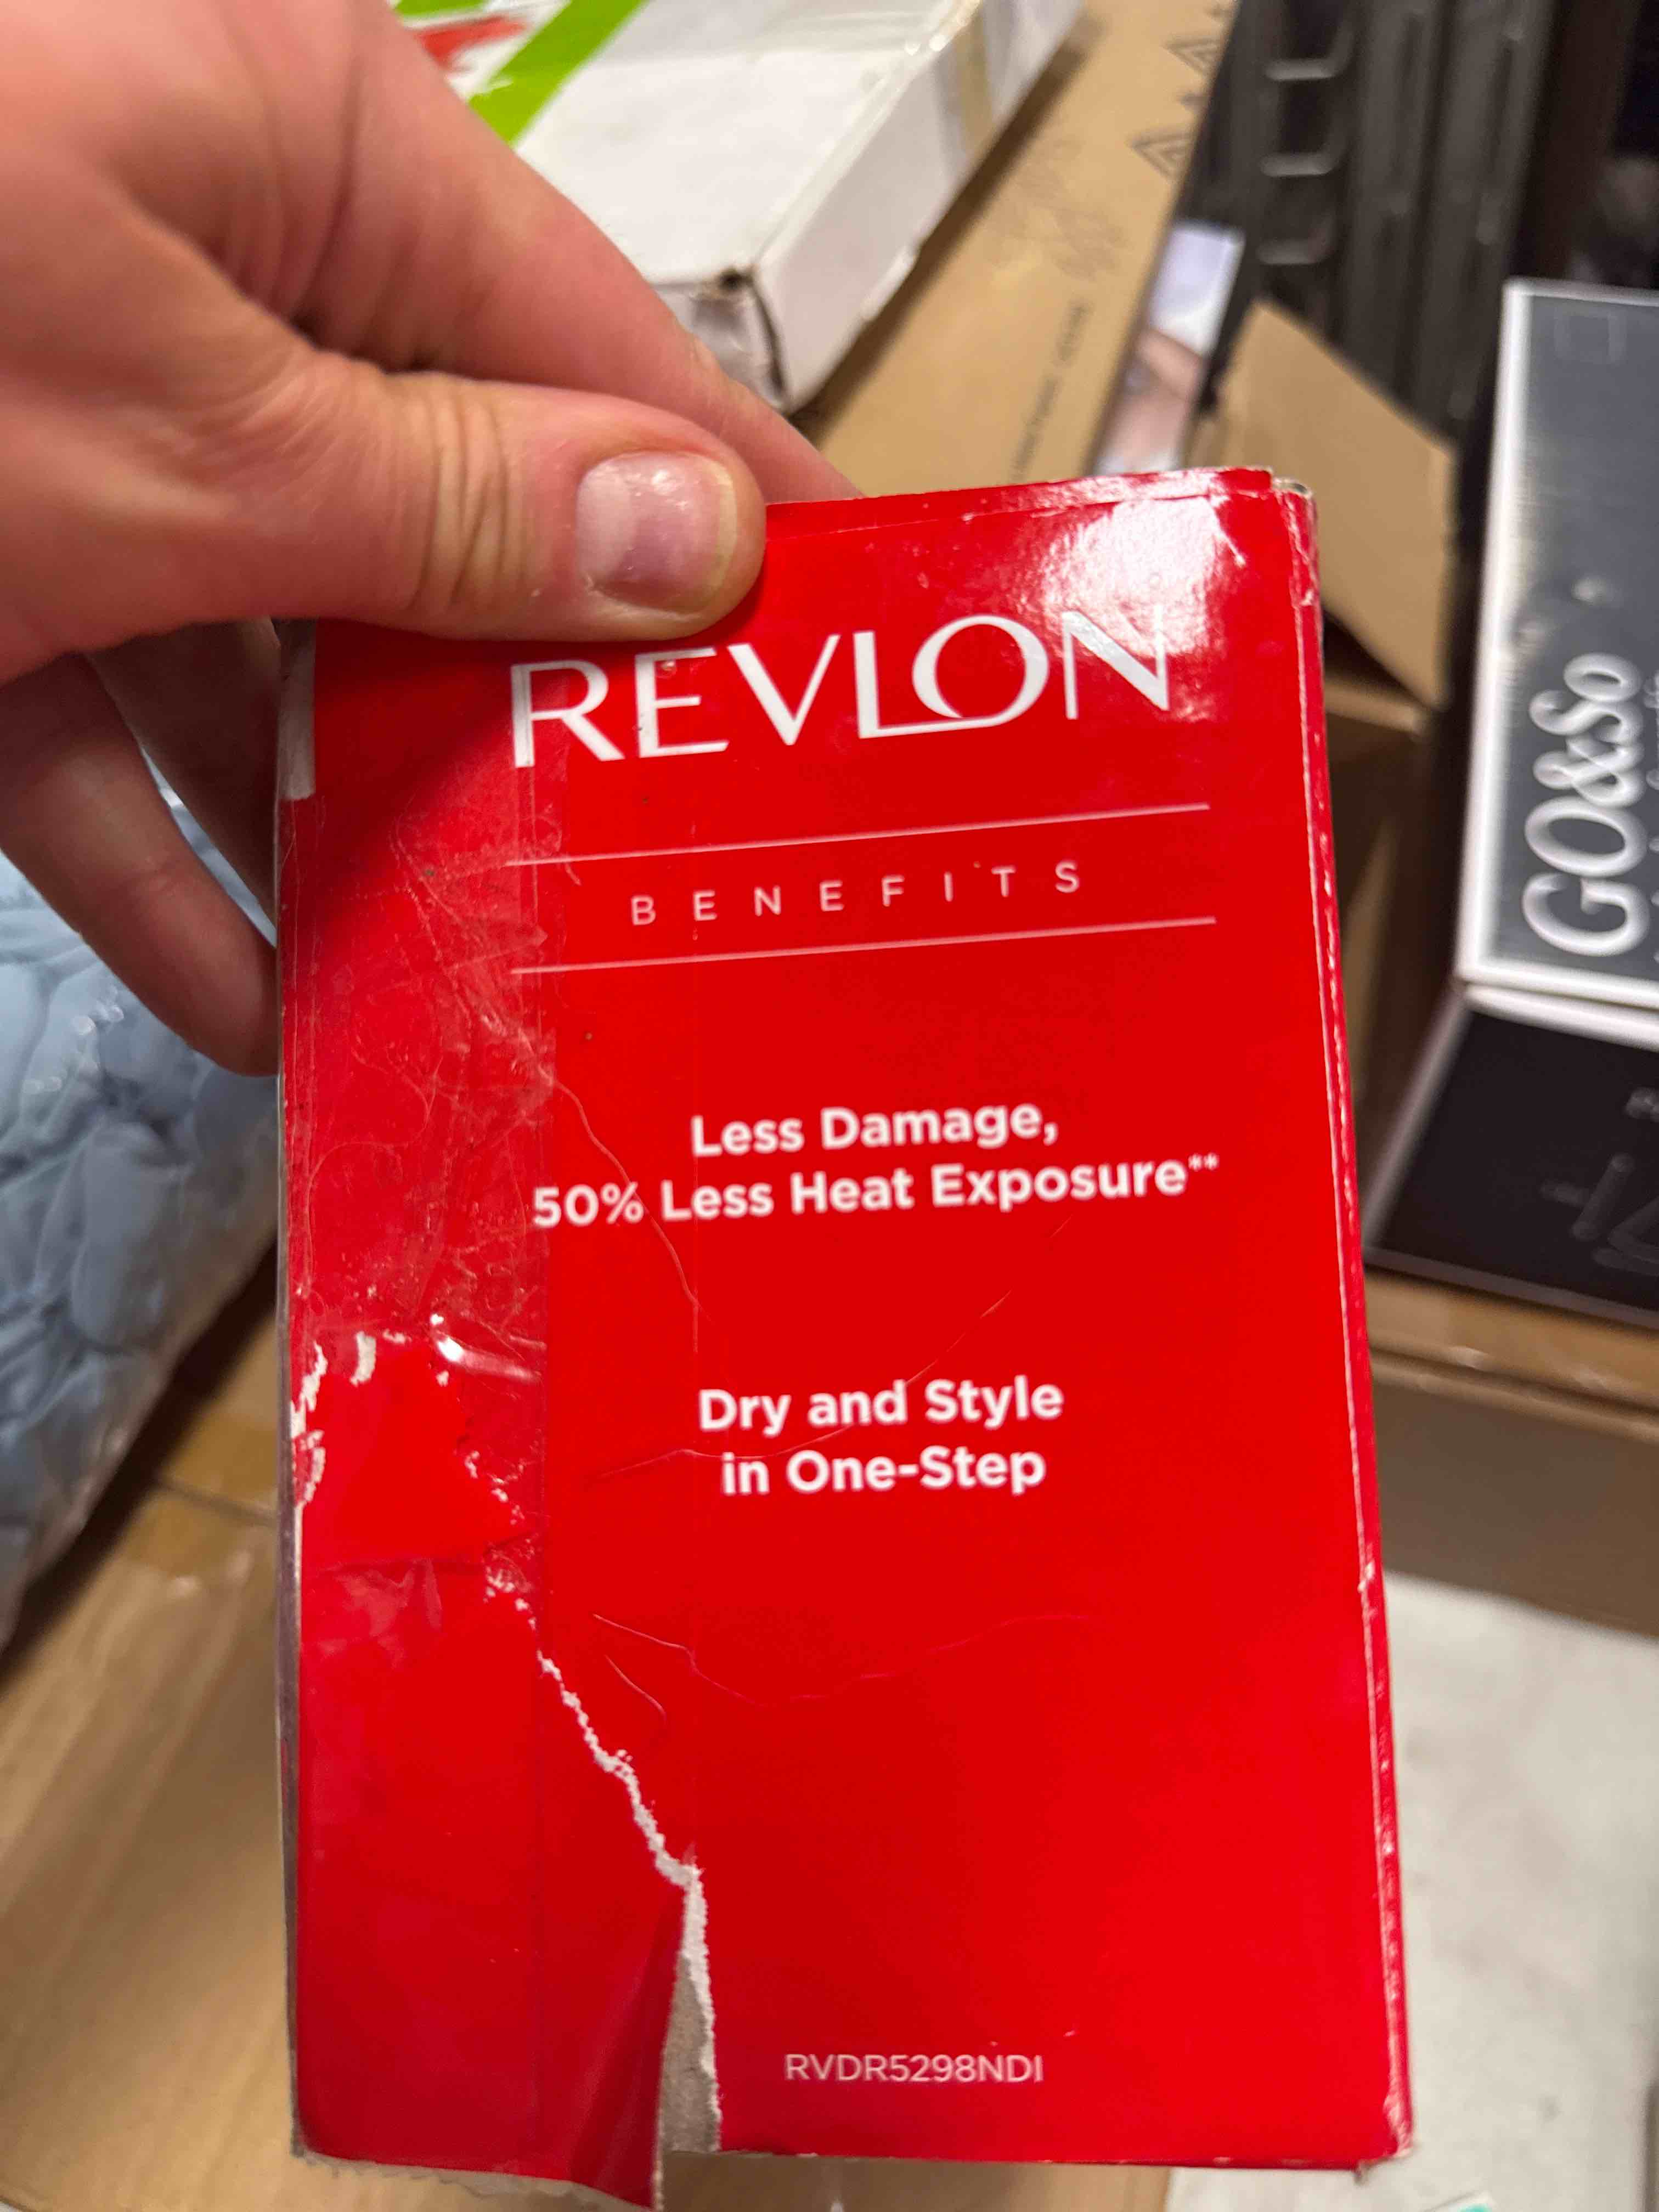 REVLON
BENEFITS
Less Damage,
50% Less Heat Exposure**
Dry and Style
in One-Step
RVDR5298NDI
GO&So